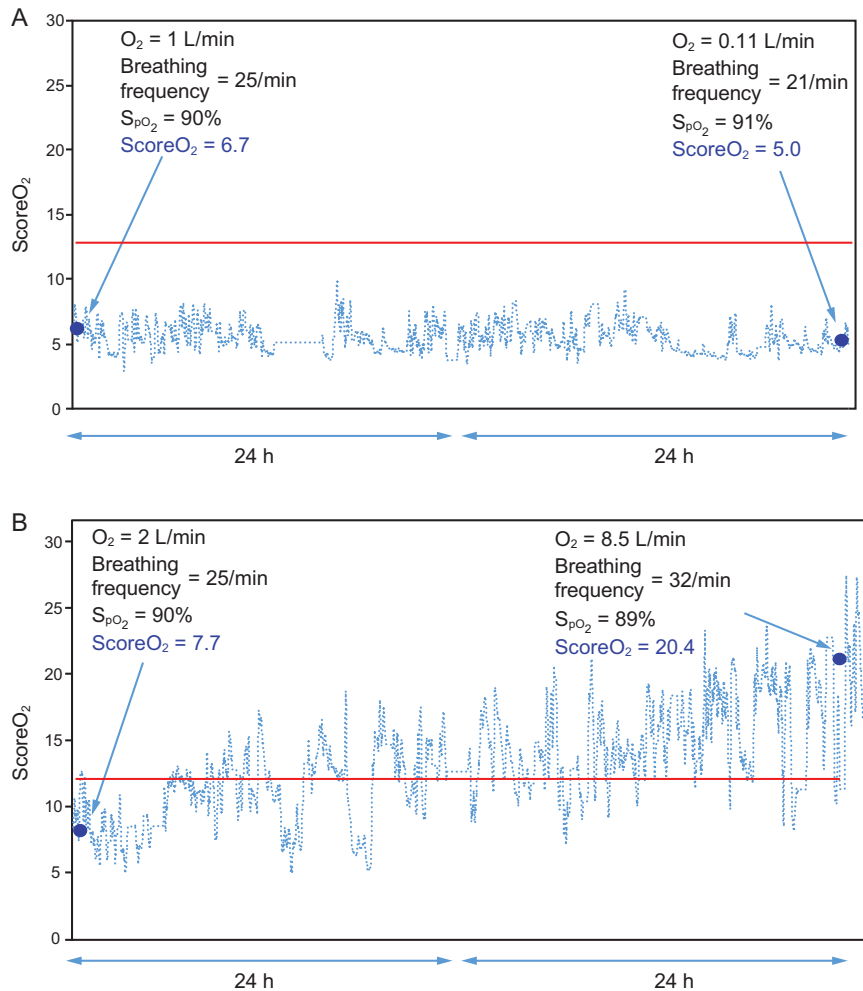 A
30
25
20
15
10
5
0
ScoreO₂
O₂ = 1 L/min
Breathing
frequency = 25/min
SpO₂ = 90%
ScoreO₂ = 6.7
O₂ = 0.11 L/min
Breathing
frequency = 21/min
SpO₂ = 91%
ScoreO₂ = 5.0
24 h
24 h
B
30
25
20
15
10
5
0
ScoreO₂
O₂ = 2 L/min
Breathing
frequency = 25/min
SpO₂ = 90%
ScoreO₂ = 7.7
O₂ = 8.5 L/min
Breathing
frequency = 32/min
SpO₂ = 89%
ScoreO₂ = 20.4
24 h
24 h